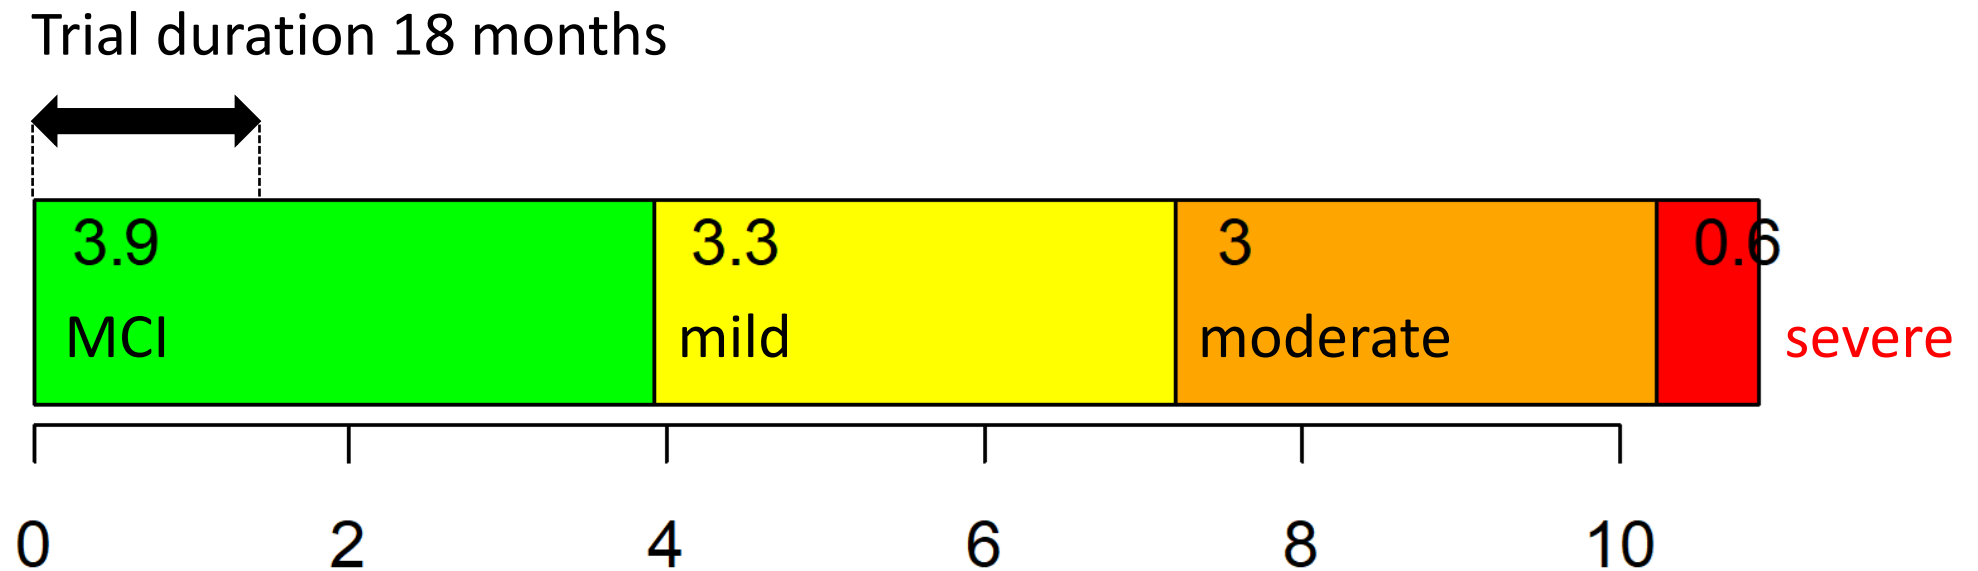 Trial duration 18 months
3.9 3.3 3 0.6
MCI mild moderate severe
0 2 4 6 8 10